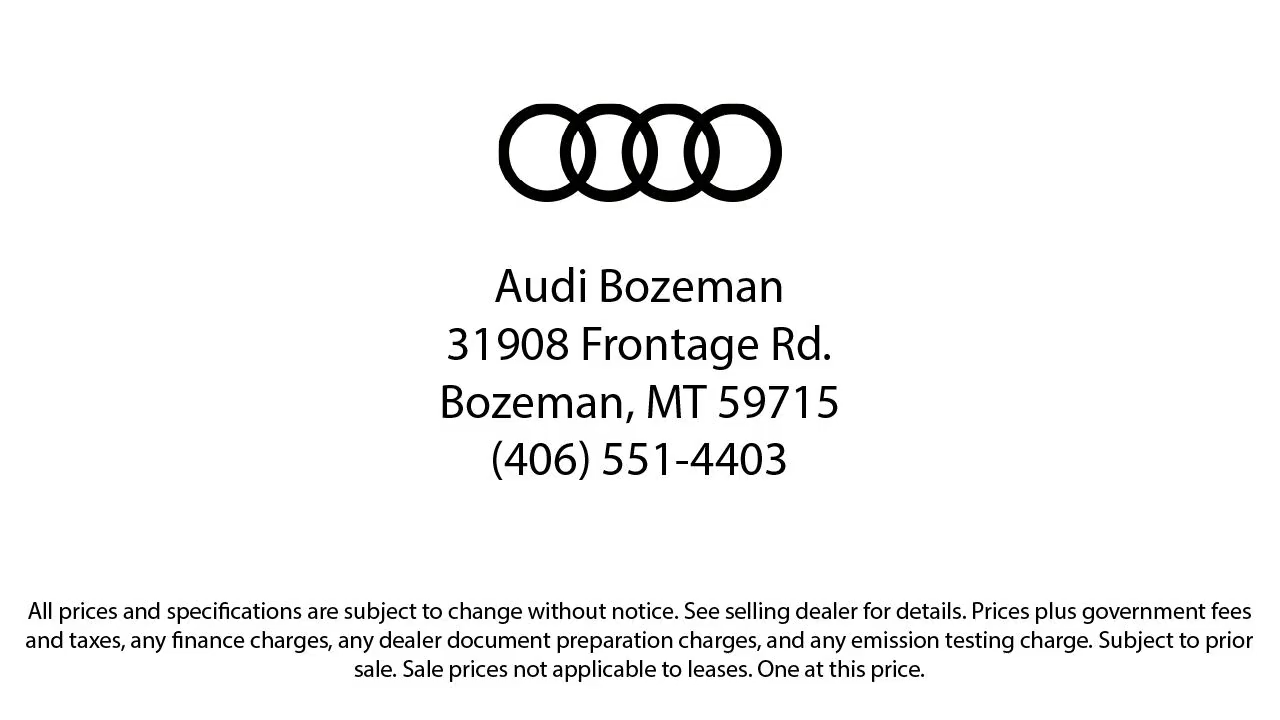 Audi Bozeman
31908 Frontage Rd.
Bozeman, MT 59715
(406) 551-4403
All prices and specifications are subject to change without notice. See selling dealer for details. Prices plus government fees
and taxes, any finance charges, any dealer document preparation charges, and any emission testing charge. Subject to prior
sale. Sale prices not applicable to leases. One at this price.